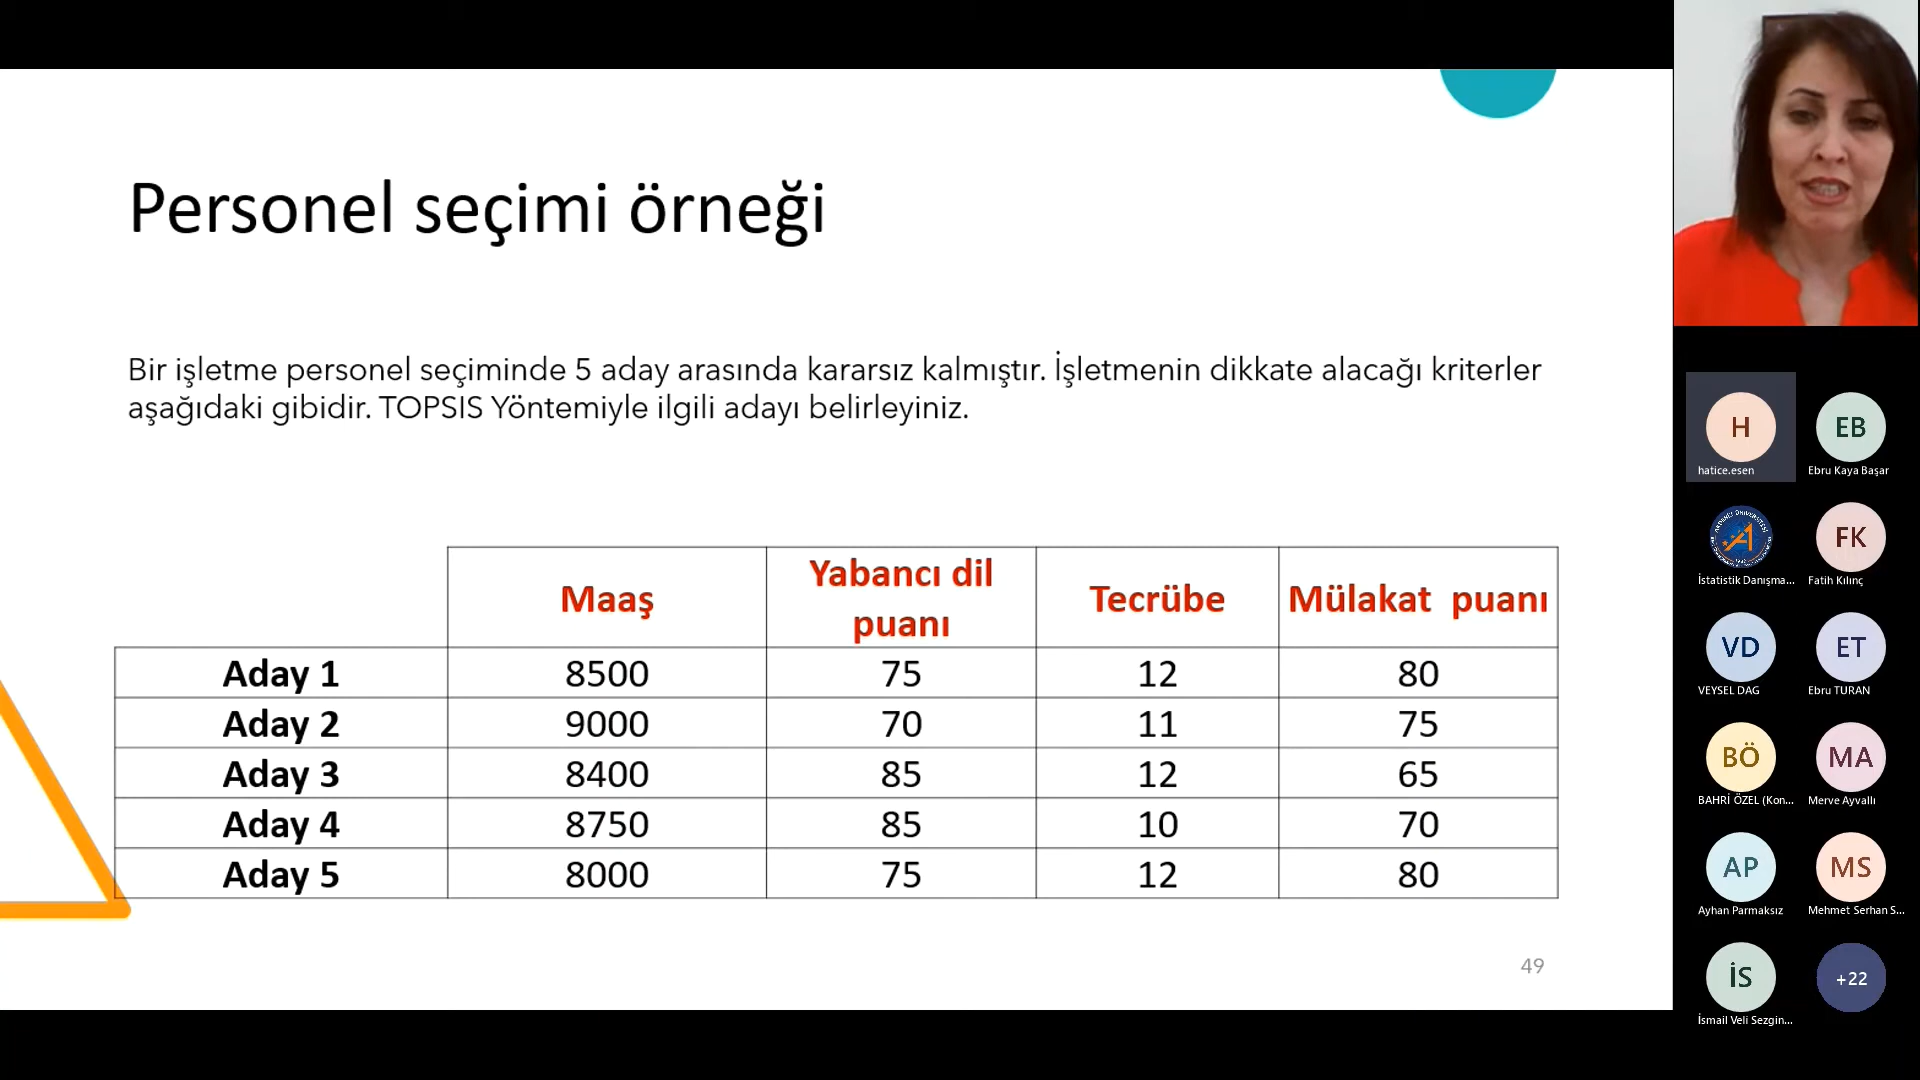 Personel seçimi örneği
Bir işletme personel seçiminde 5 aday arasında kararsız kalmıştır. İşletmenin dikkate alacağı kriterler
aşağıdaki gibidir. TOPSIS Yöntemiyle ilgili adayı belirleyiniz.
Maaş Yabancı dil puanı Tecrübe Mülakat puanı
Aday 1 8500 75 12 80
Aday 2 9000 70 11 75
Aday 3 8400 85 12 65
Aday 4 8750 85 10 70
Aday 5 8000 75 12 80
49
H EB
hatice.esen Ebru Kaya Başar
FK
İstatistik Danışma... Fatih Kılınç
VD ET
VEYSEL DAG Ebru TURAN
BÖ MA
BAHRİ ÖZEL (Kon... Merve Ayvallı
AP MS
Ayhan Parmaksız Mehmet Serhan S...
İS +22
İsmail Veli Sezgin...